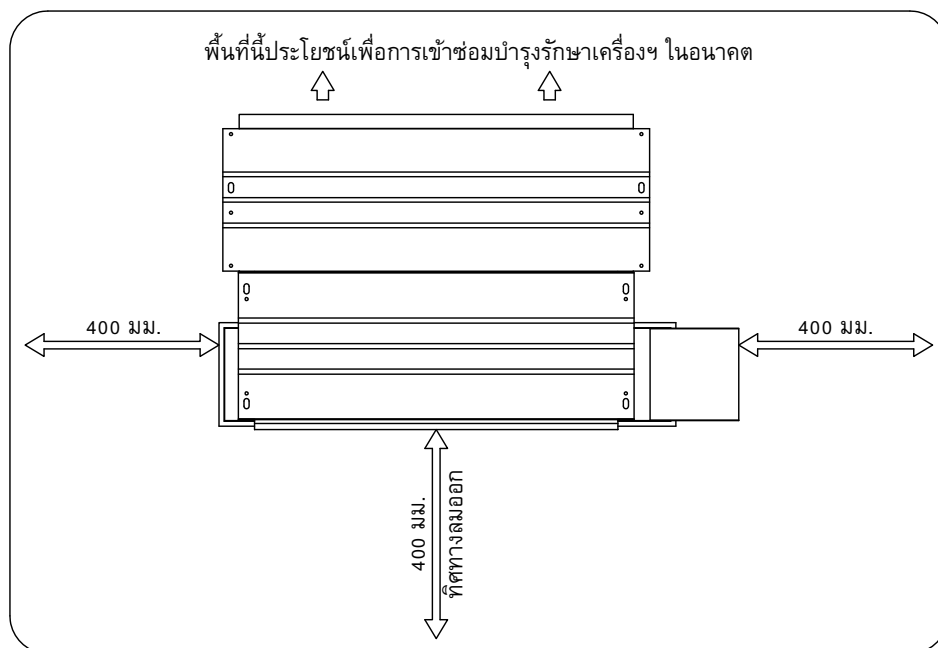 พื้นที่นี้ประโยชน์เพื่อการเข้าซ่อมบำรุงรักษาเครื่องฯ ในอนาคต
400 มม.
400 มม.
400 มม.
ทิศทางลมออก